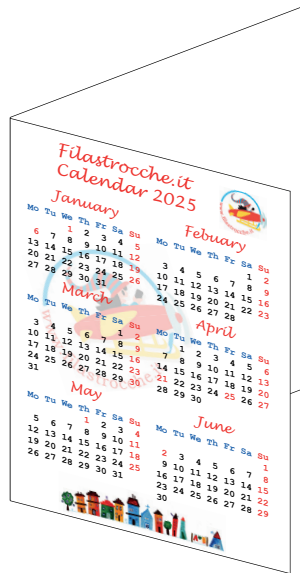 Filastrocche.it
Calendar 2025
January
Mo Tu We Th Fr Sa Su
1 2 3 4 5
6 7 8 9 10 11 12
13 14 15 16 17 18 19
20 21 22 23 24 25 26
27 28 29 30 31
Febuary
Mo Tu We Th Fr Sa Su
1 2
3 4 5 6 7 8 9
10 11 12 13 14 15 16
17 18 19 20 21 22 23
24 25 26 27 28
March
Mo Tu We Th Fr Sa Su
1 2
3 4 5 6 7 8 9
10 11 12 13 14 15 16
17 18 19 20 21 22 23
24 25 26 27 28 29 30
31
April
Mo Tu We Th Fr Sa Su
1 2 3 4 5 6
7 8 9 10 11 12 13
14 15 16 17 18 19 20
21 22 23 24 25 26 27
28 29 30
May
Mo Tu We Th Fr Sa Su
1 2 3 4
5 6 7 8 9 10 11
12 13 14 15 16 17 18
19 20 21 22 23 24 25
26 27 28 29 30 31
June
Mo Tu We Th Fr Sa Su
1
2 3 4 5 6 7 8
9 10 11 12 13 14 15
16 17 18 19 20 21 22
23 24 25 26 27 28 29
30